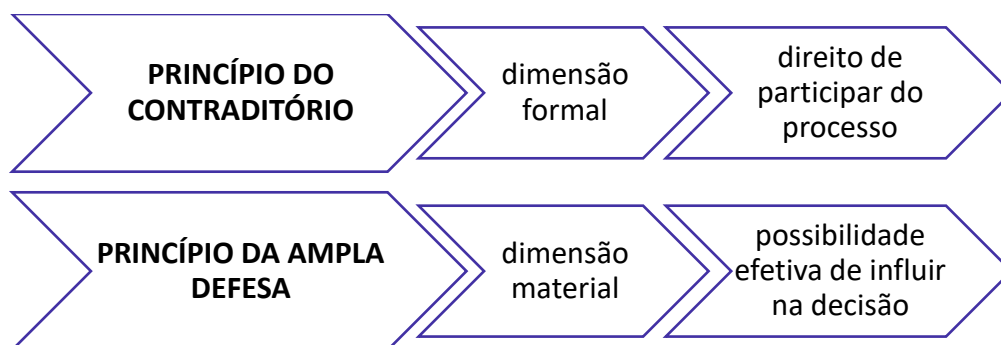 PRINCÍPIO DO
CONTRADITÓRIO
dimensão
formal
direito de
participar do
processo
PRINCÍPIO DA AMPLA
DEFESA
dimensão
material
possibilidade
efetiva de influir
na decisão